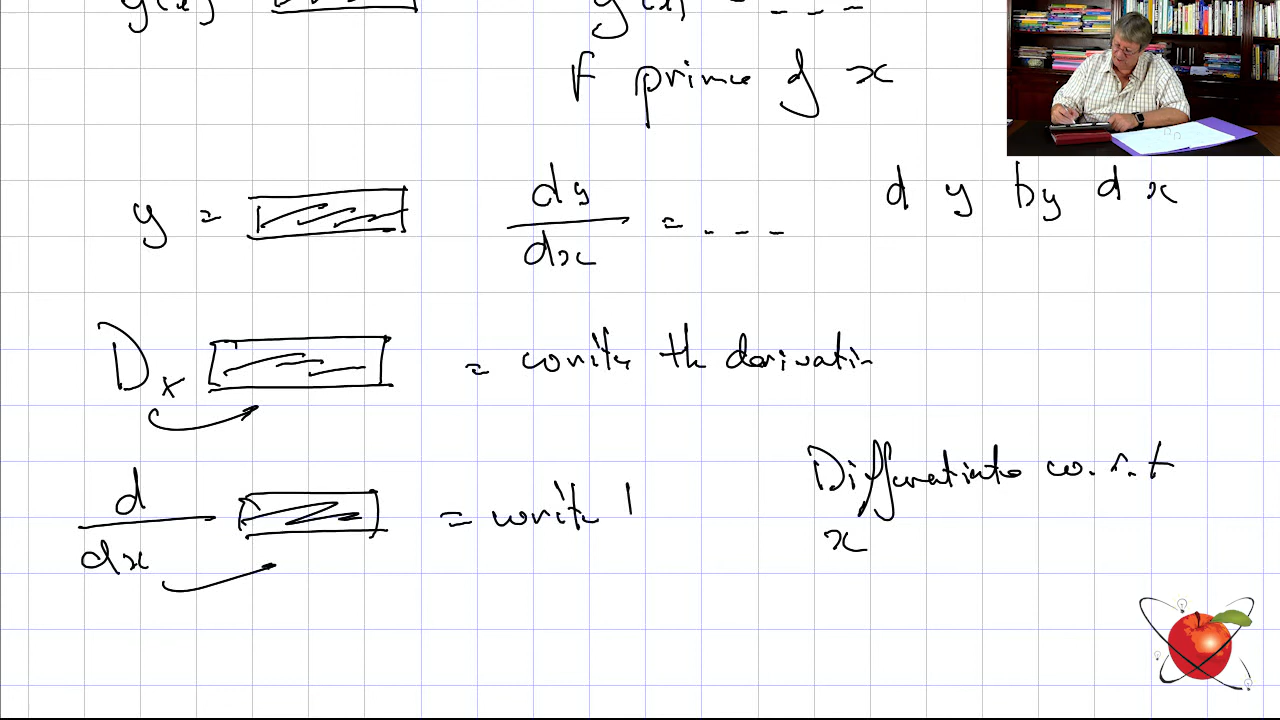 F prime of x
y = dy/dx = - - - d y by d x
Dx = write the derivative
d/dx = write Differentiate w.r.t
x